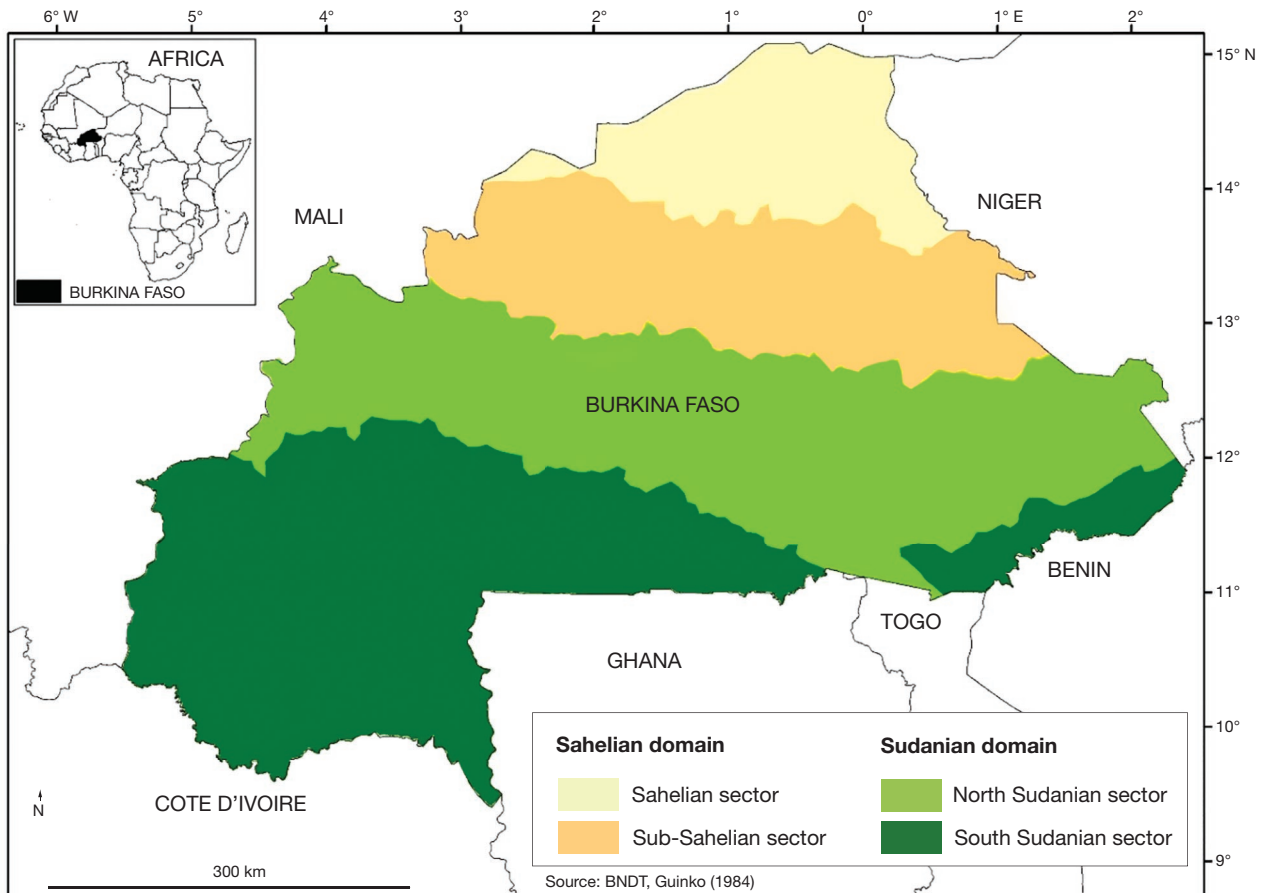 6° W 5° 4° 3° 2° 1° 0° 1° E 2°
15° N
14°
13°
12°
11°
10°
9°
AFRICA
BURKINA FASO
MALI
NIGER
BURKINA FASO
BENIN
TOGO
GHANA
COTE D'IVOIRE
N
300 km
Sahelian domain
Sahelian sector
Sub-Sahelian sector
Sudanian domain
North Sudanian sector
South Sudanian sector
Source: BNDT, Guinko (1984)